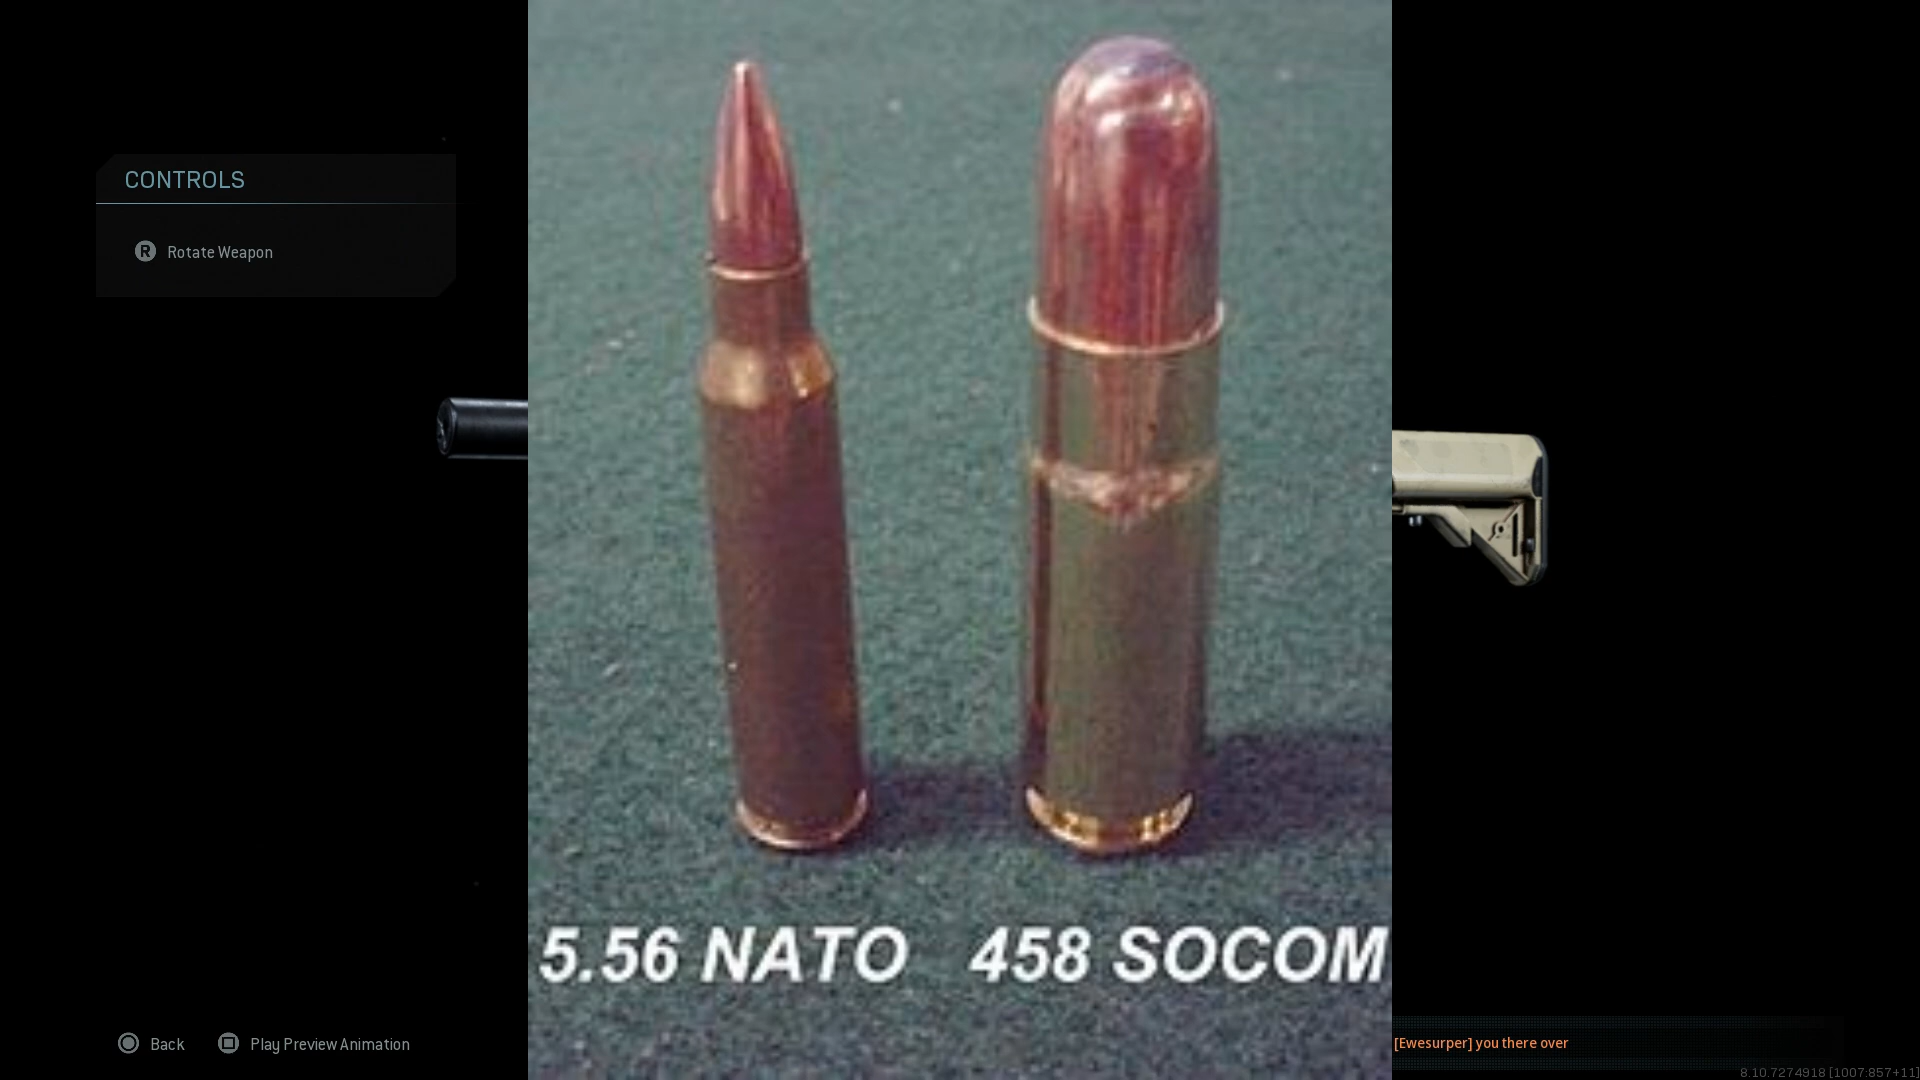 CONTROLS
R Rotate Weapon
5.56 NATO 458 SOCOM
Back Play Preview Animation
[Ewesurper] you there over
8.10.7274918 [1007:857+11]